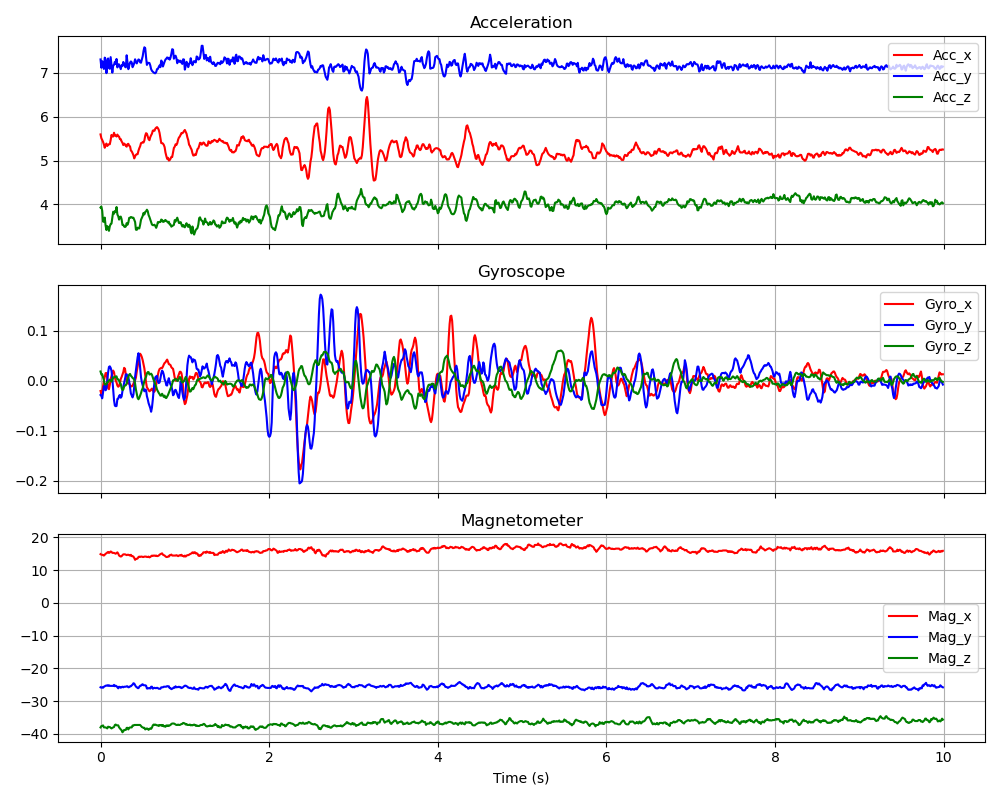 Acceleration
7
6
5
4
Acc_x
Acc_y
Acc_z
Gyroscope
0.1
0.0
−0.1
−0.2
Gyro_x
Gyro_y
Gyro_z
Magnetometer
20
10
0
−10
−20
−30
−40
Mag_x
Mag_y
Mag_z
0 2 4 6 8 10
Time (s)